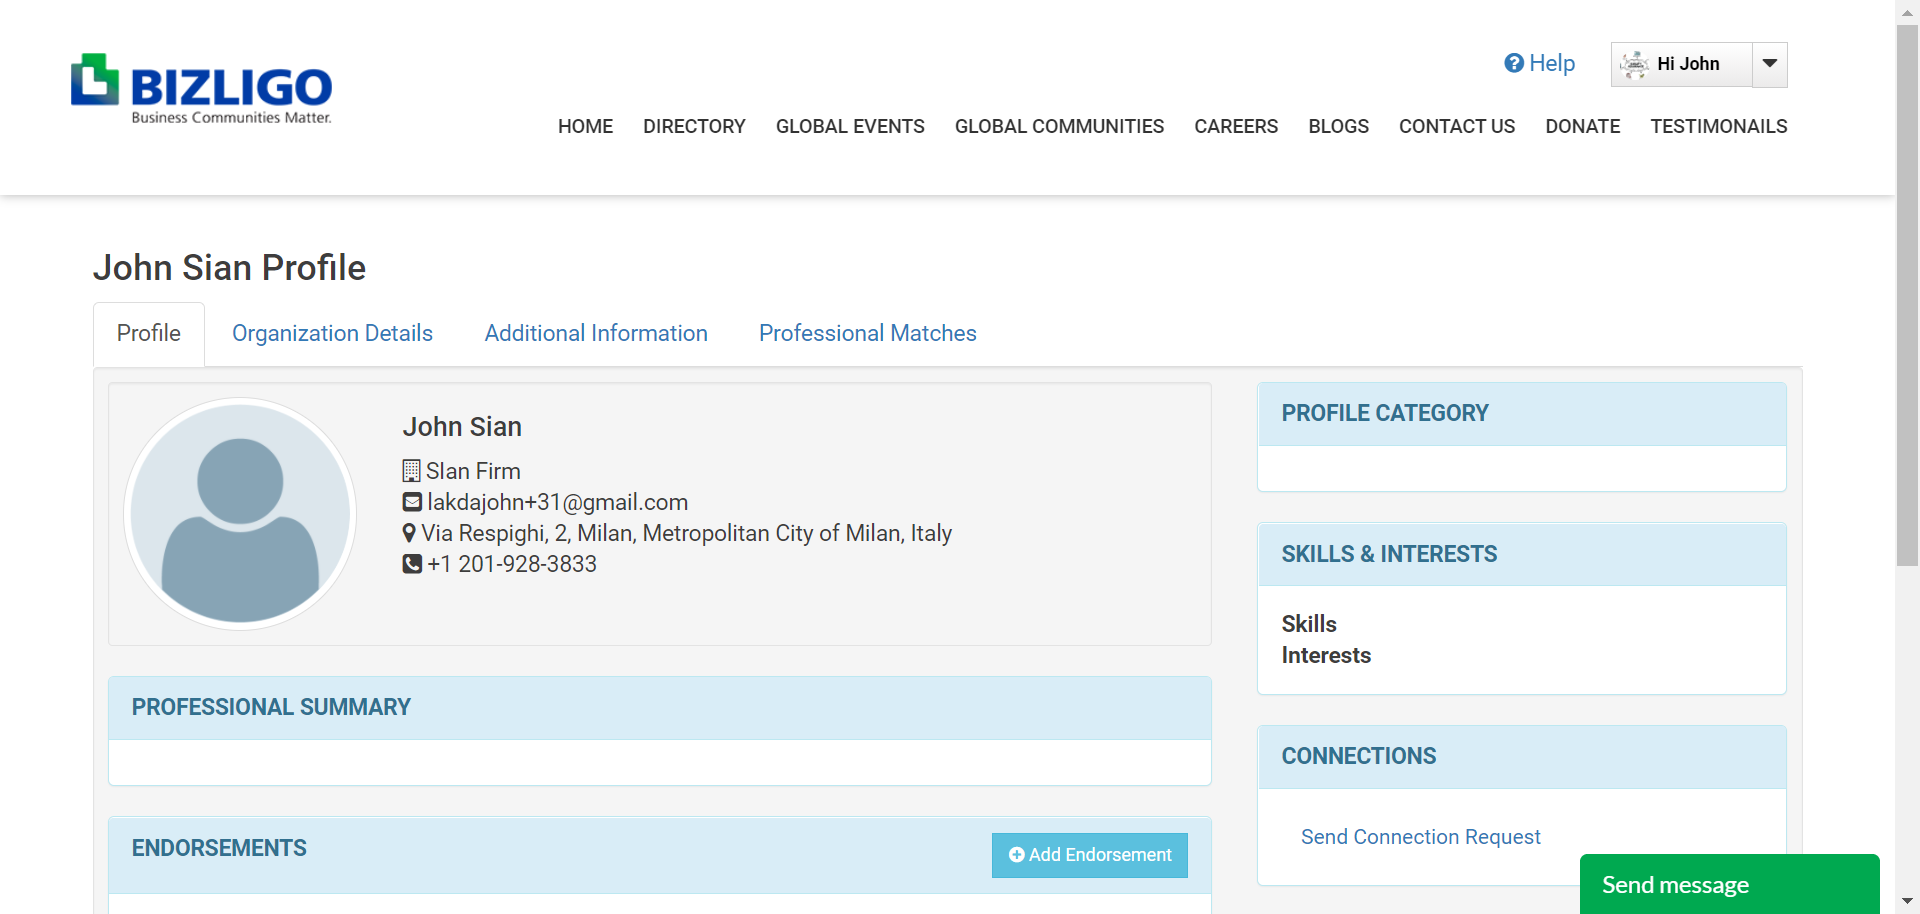 BIZLIGO
Business Communities Matter.
Help
Hi John
HOME DIRECTORY GLOBAL EVENTS GLOBAL COMMUNITIES CAREERS BLOGS CONTACT US DONATE TESTIMONAILS
John Sian Profile
Profile Organization Details Additional Information Professional Matches
John Sian
Slan Firm
lakdajohn+31@gmail.com
Via Respighi, 2, Milan, Metropolitan City of Milan, Italy
+1 201-928-3833
PROFESSIONAL SUMMARY
ENDORSEMENTS
Add Endorsement
PROFILE CATEGORY
SKILLS & INTERESTS
Skills
Interests
CONNECTIONS
Send Connection Request
Send message